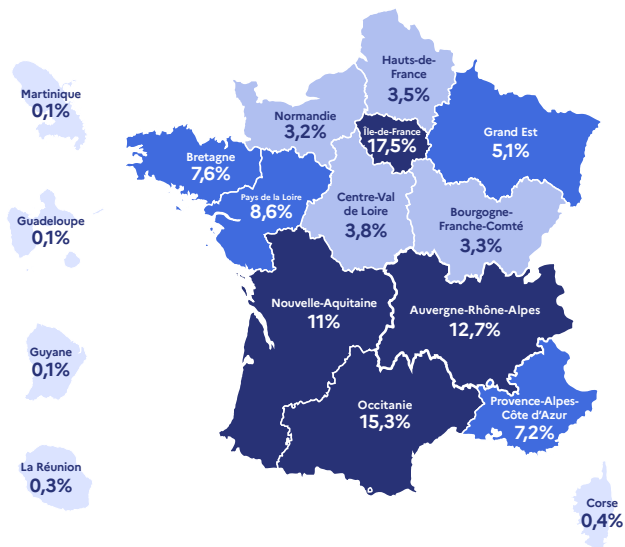 Hauts-de-
France
3,5%
Martinique
0,1%
Normandie
3,2%
Île-de-France
17,5%
Grand Est
5,1%
Bretagne
7,6%
Pays de la Loire
8,6%
Centre-Val
de Loire
3,8%
Bourgogne-
Franche-Comté
3,3%
Guadeloupe
0,1%
Nouvelle-Aquitaine
11%
Auvergne-Rhône-Alpes
12,7%
Guyane
0,1%
Occitanie
15,3%
Provence-Alpes-
Côte d'Azur
7,2%
La Réunion
0,3%
Corse
0,4%